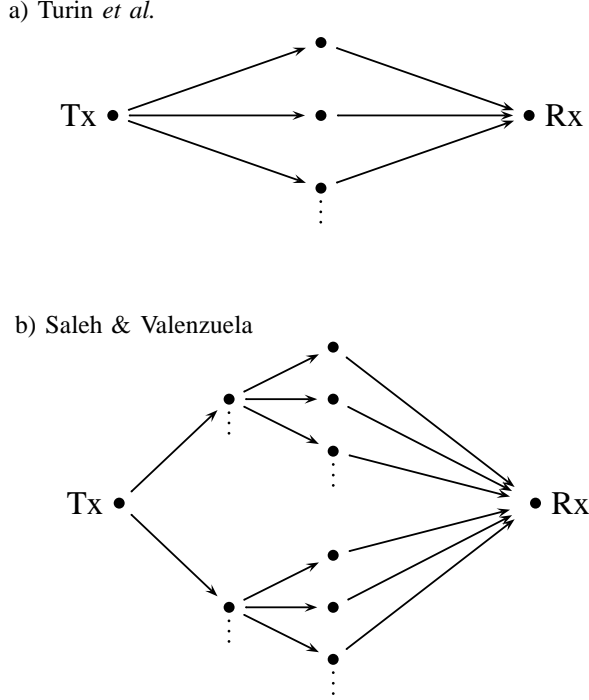 a) Turin et al.
Tx
Rx
b) Saleh & Valenzuela
Tx
Rx